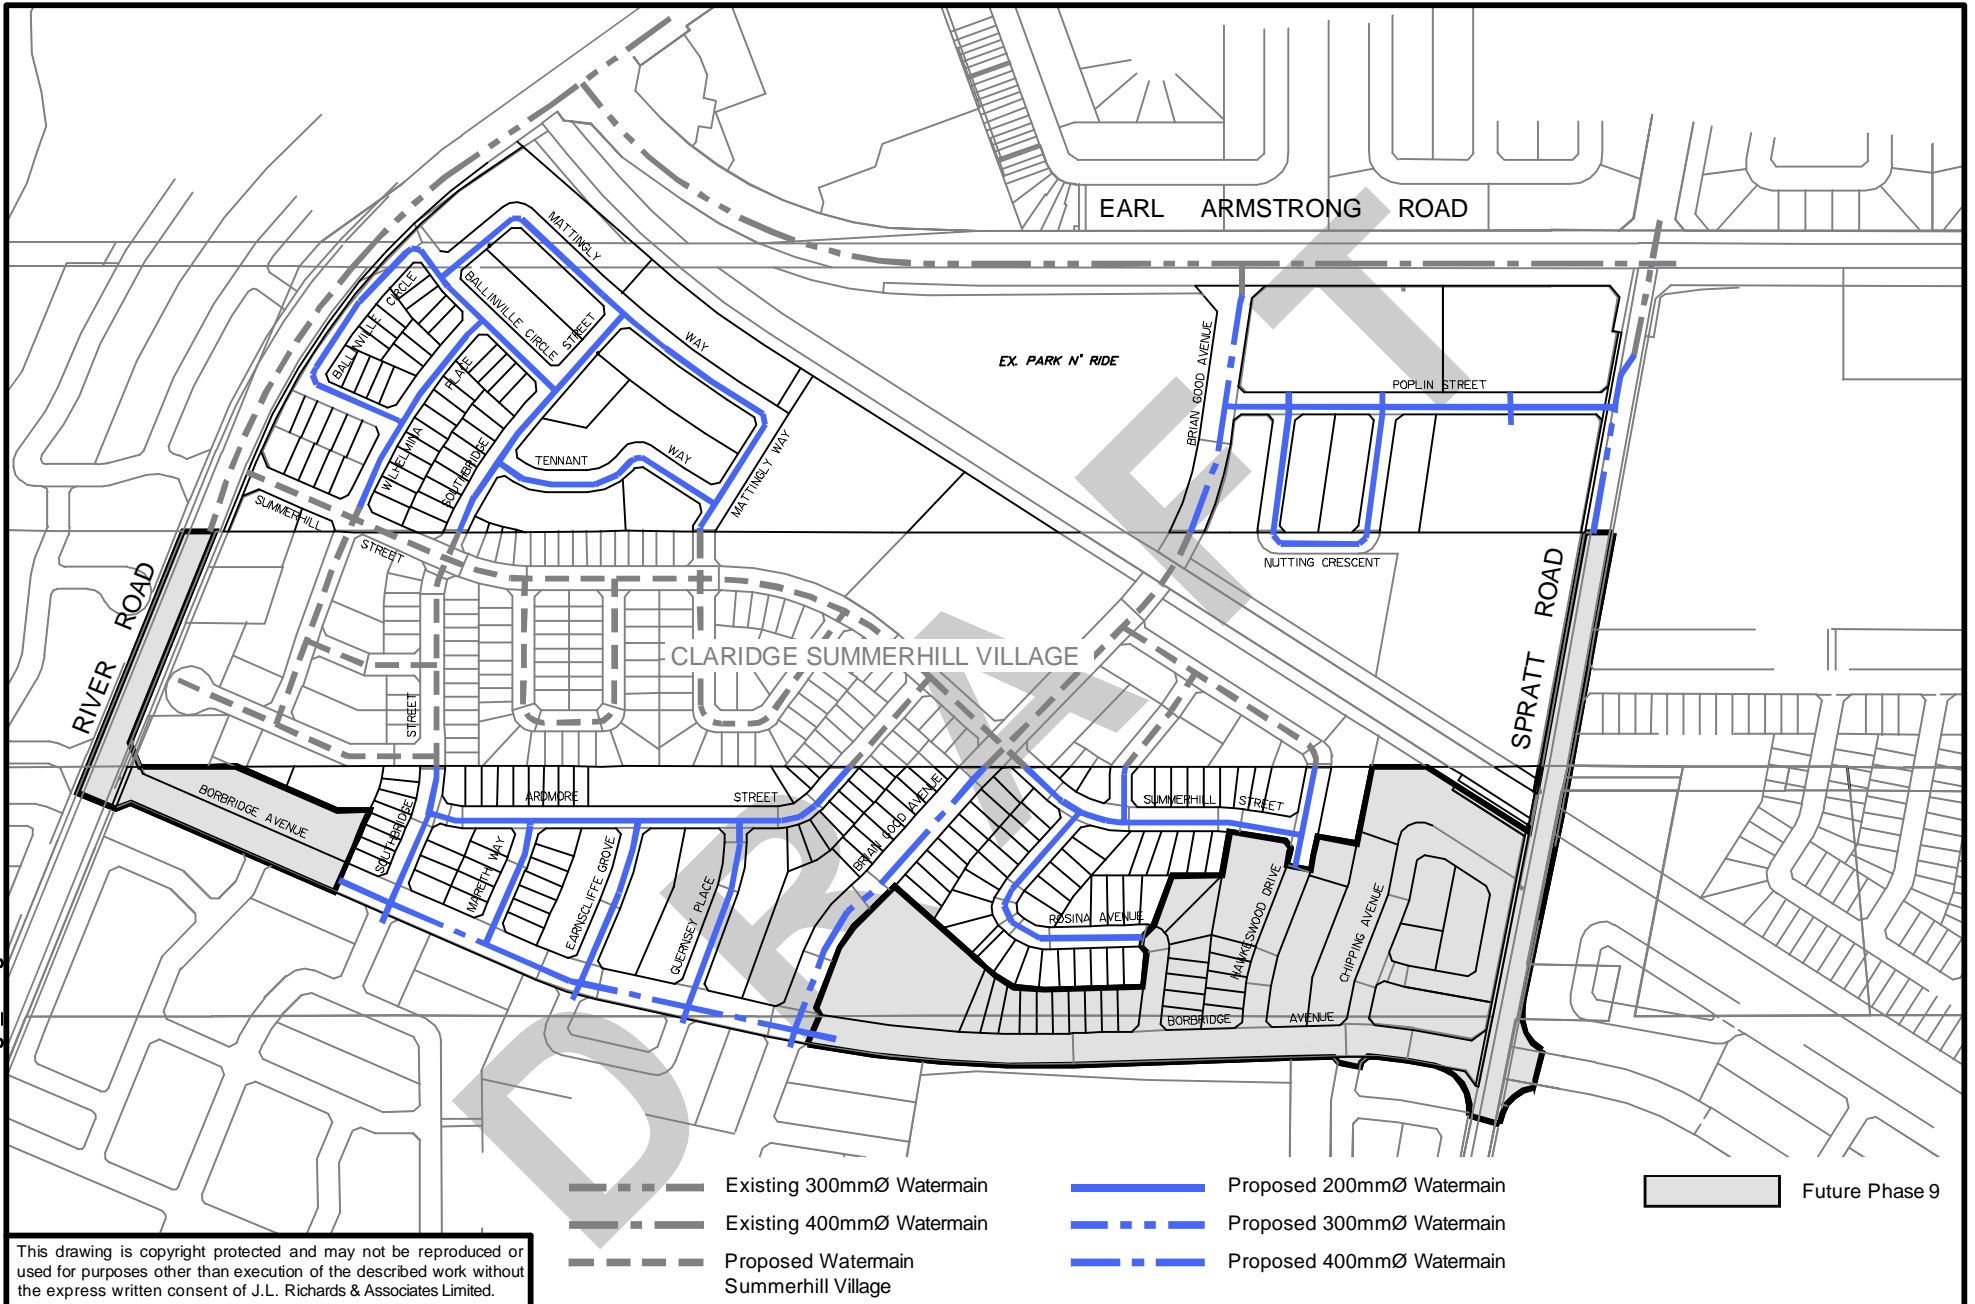 EARL ARMSTRONG ROAD
MATTINGLY
WAY
BALLINVILLE CIRCLE
BALLINVILLE CIRCLE
STREET
PLACE
WILHELMINA
SOUTHBRIDGE
TENNANT
WAY
MATTINGLY WAY
EX. PARK N' RIDE
BRIAN GOOD AVENUE
POPLIN STREET
NUTTING CRESCENT
SUMMERHILL
STREET
RIVER ROAD
SPRATT ROAD
CLARIDGE SUMMERHILL VILLAGE
STREET
BORBRIDGE AVENUE
SOUTHBRIDGE
ARDMORE STREET
MAREITH WAY
EARNSCLIFFE GROVE
GUERNSEY PLACE
BRIAN GOOD AVENUE
SUMMERHILL STREET
ROSINA AVENUE
HAWKESWOOD DRIVE
CHIPPING AVENUE
BORBRIDGE AVENUE
DRAFT
Existing 300mmØ Watermain
Existing 400mmØ Watermain
Proposed Watermain
Summerhill Village
Proposed 200mmØ Watermain
Proposed 300mmØ Watermain
Proposed 400mmØ Watermain
Future Phase 9
This drawing is copyright protected and may not be reproduced or
used for purposes other than execution of the described work without
the express written consent of J.L. Richards & Associates Limited.